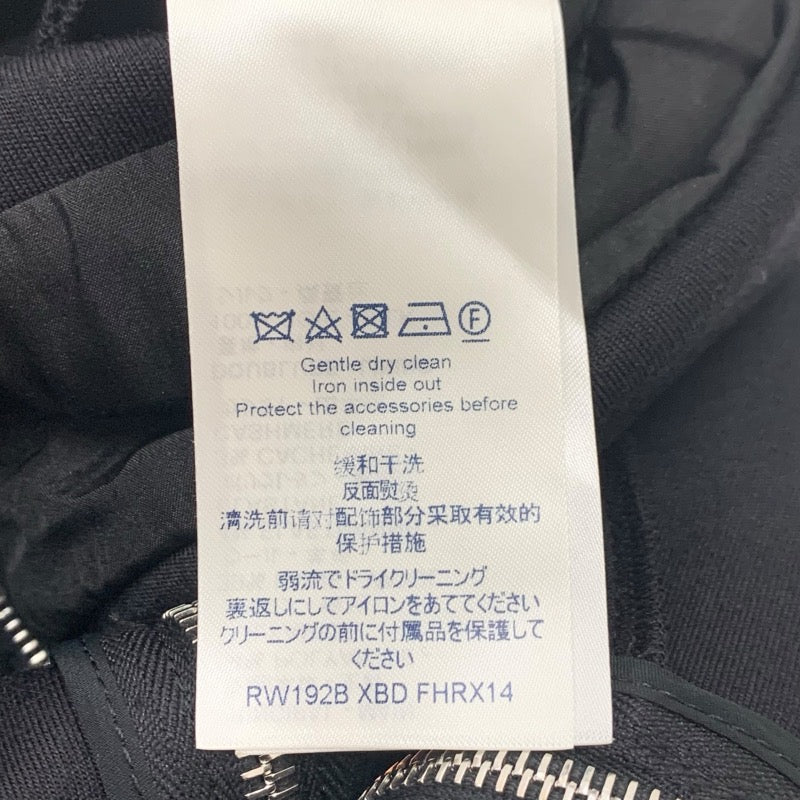 F
Gentle dry clean
Iron inside out
Protect the accessories before
cleaning
缓和干洗
反面熨烫
清洗前请对配饰部分采取有效的
保护措施
弱流でドライクリーニング
裏返しにしてアイロンをあててください
クリーニングの前に付属品を保護して
ください
RW192B XBD FHRX14